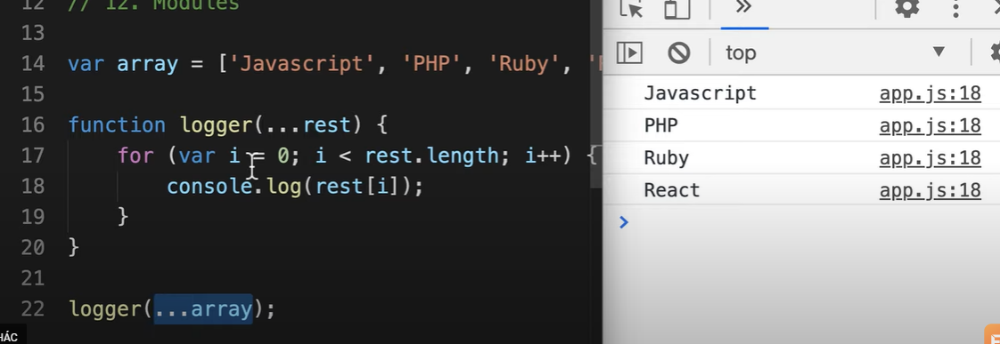 12 // 12. Modules
13
14 var array = ['Javascript', 'PHP', 'Ruby', '
15
16 function logger(...rest) {
17 for (var i = 0; i < rest.length; i++) {
18 console.log(rest[i]);
19 }
20 }
21
22 logger(...array);
HÁC
top
Javascript app.js:18
PHP app.js:18
Ruby app.js:18
React app.js:18